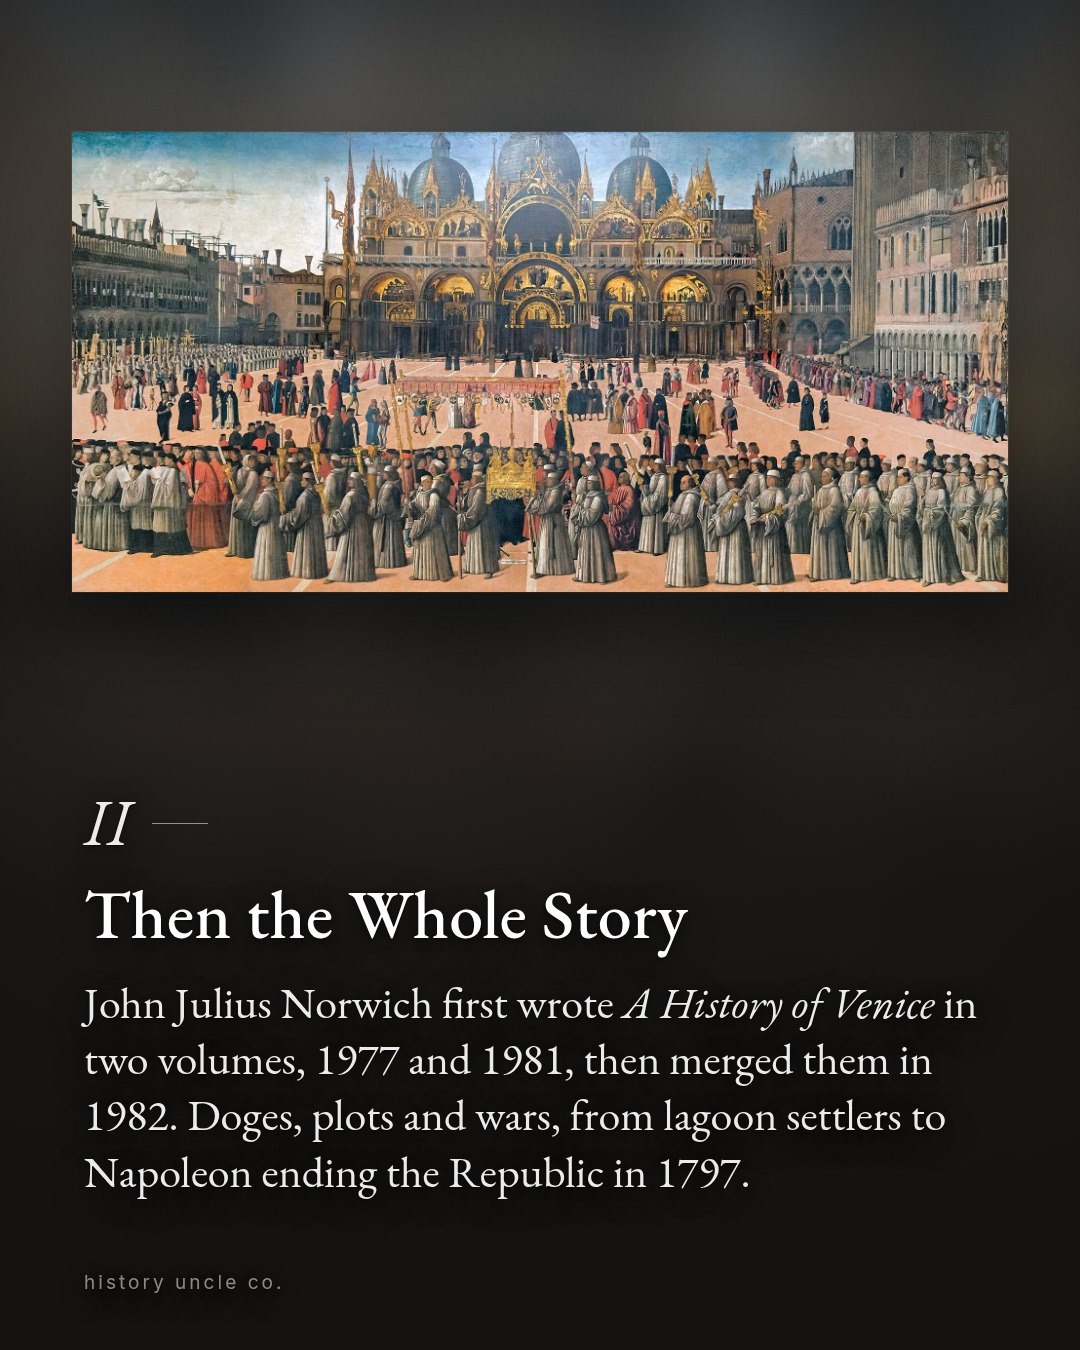 II
Then the Whole Story
John Julius Norwich first wrote A History of Venice in
two volumes, 1977 and 1981, then merged them in
1982. Doges, plots and wars, from lagoon settlers to
Napoleon ending the Republic in 1797.
history uncle co.